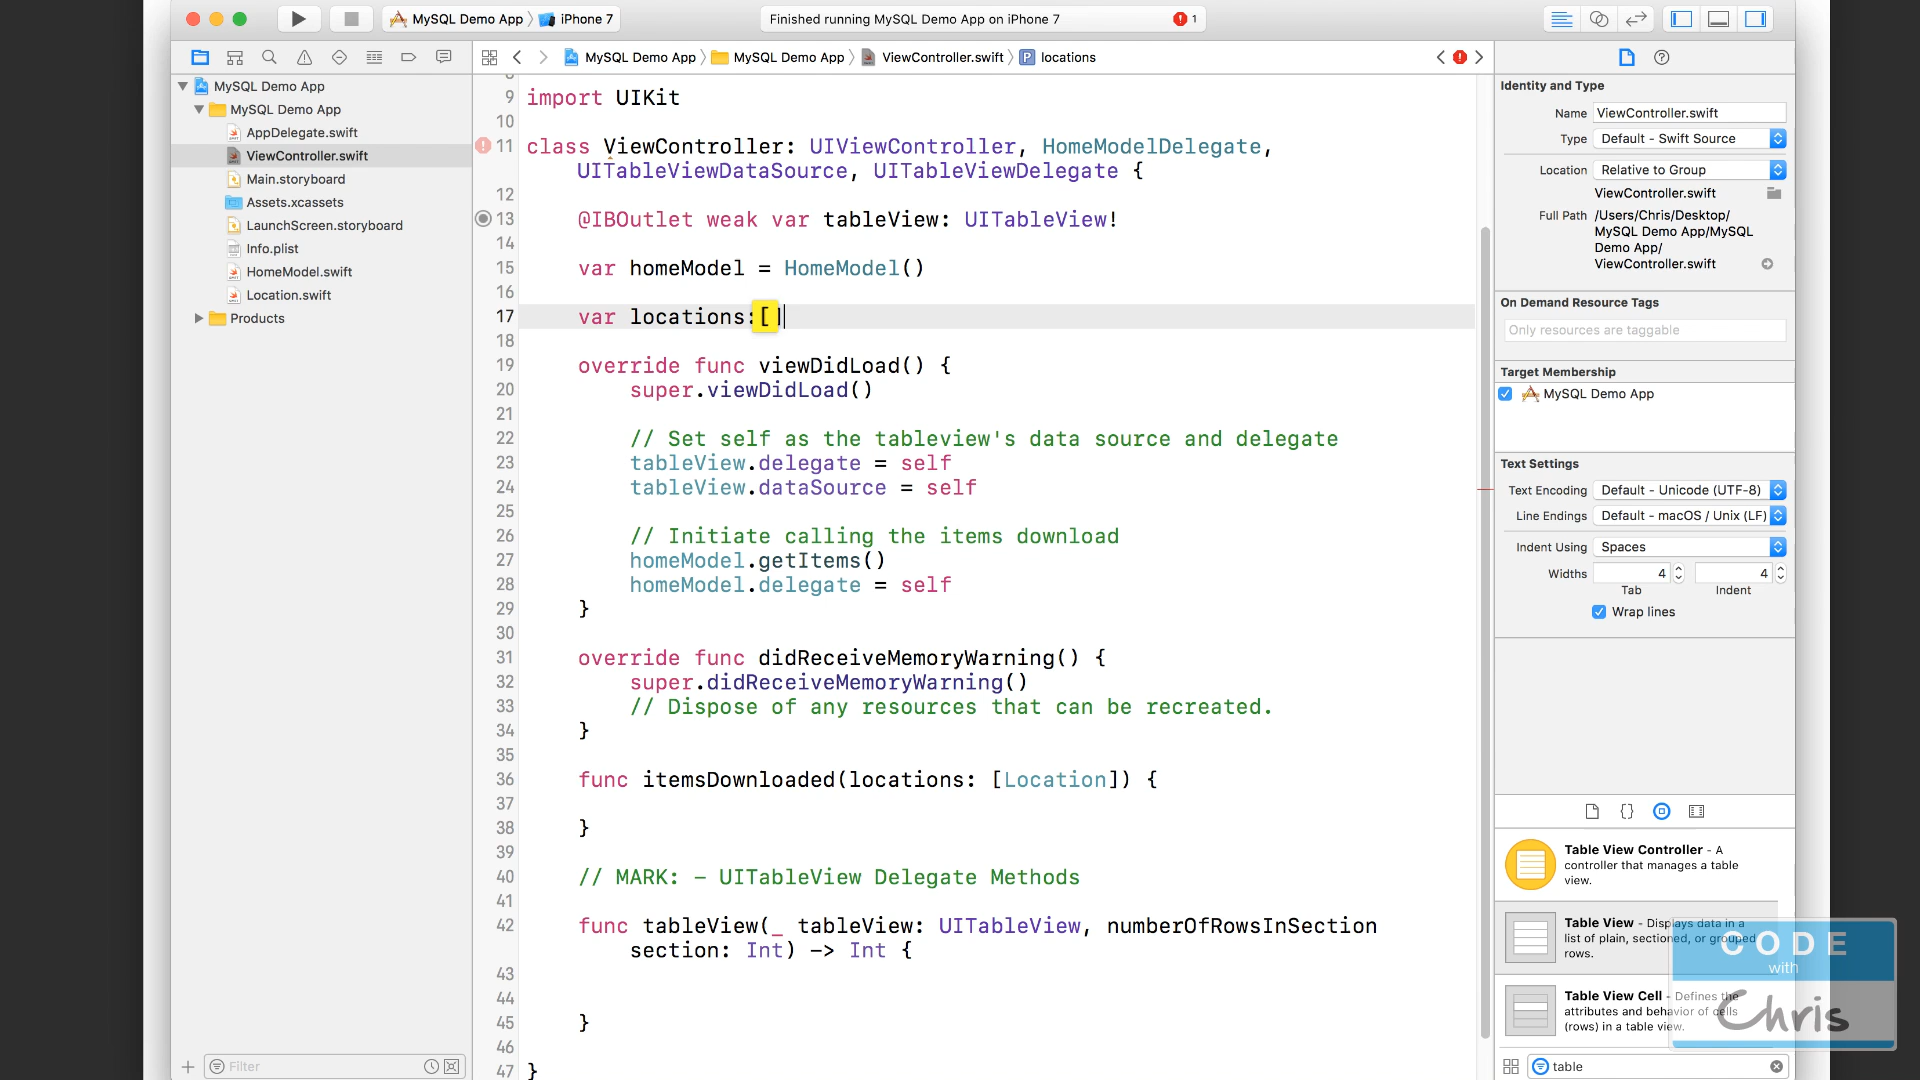 MySQL Demo App
iPhone 7
Finished running MySQL Demo App on iPhone 7
1
MySQL Demo App
MySQL Demo App
ViewController.swift
P
locations
MySQL Demo App
MySQL Demo App
AppDelegate.swift
ViewController.swift
Main.storyboard
Assets.xcassets
LaunchScreen.storyboard
Info.plist
HomeModel.swift
Location.swift
Products
Filter
9 import UIKit
10
11 class ViewController: UIViewController, HomeModelDelegate,
UITableViewDataSource, UITableViewDelegate {
12
13 @IBOutlet weak var tableView: UITableView!
14
15 var homeModel = HomeModel()
16
17 var locations:[]
18
19 override func viewDidLoad() {
20 super.viewDidLoad()
21
22 // Set self as the tableview's data source and delegate
23 tableView.delegate = self
24 tableView.dataSource = self
25
26 // Initiate calling the items download
27 homeModel.getItems()
28 homeModel.delegate = self
29 }
30
31 override func didReceiveMemoryWarning() {
32 super.didReceiveMemoryWarning()
33 // Dispose of any resources that can be recreated.
34 }
35
36 func itemsDownloaded(locations: [Location]) {
37
38 }
39
40 // MARK: - UITableView Delegate Methods
41
42 func tableView(_ tableView: UITableView, numberOfRowsInSection
section: Int) -> Int {
43
44
45 }
46
47 }
Identity and Type
Name ViewController.swift
Type Default - Swift Source
Location Relative to Group
ViewController.swift
Full Path /Users/Chris/Desktop/
MySQL Demo App/MySQL
Demo App/
ViewController.swift
On Demand Resource Tags
Only resources are taggable
Target Membership
MySQL Demo App
Text Settings
Text Encoding Default - Unicode (UTF-8)
Line Endings Default - macOS / Unix (LF)
Indent Using Spaces
Widths 4 4
Tab Indent
Wrap lines
Table View Controller - A
controller that manages a table
view.
Table View - Displays data in a
list of plain, sectioned, or grouped
rows.
Table View Cell - Defines the
attributes and behavior of cells
(rows) in a table view.
table
CODE
with
Chris